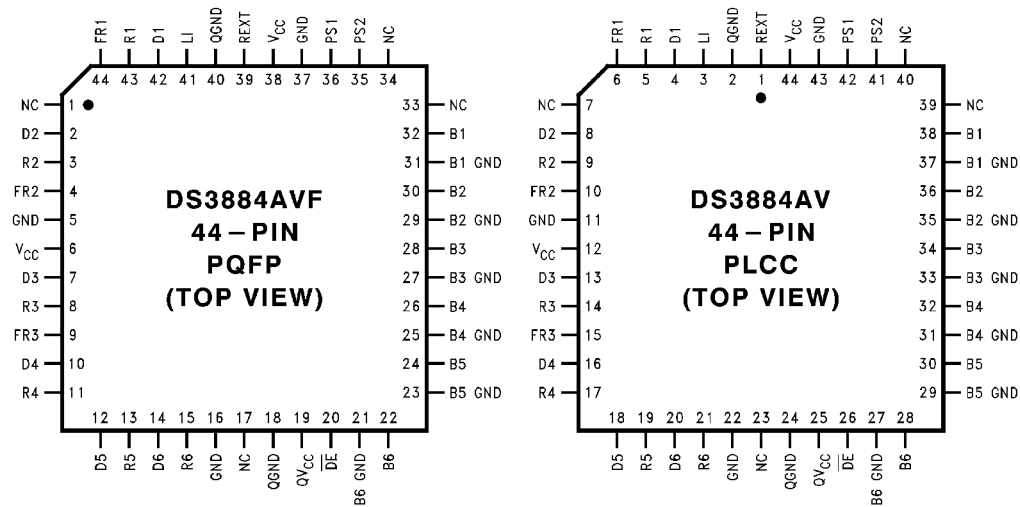 FR1 R1 D1 LI QGND REXT VCC GND PS1 PS2 NC
44 43 42 41 40 39 38 37 36 35 34
NC 1 33 NC
D2 2 32 B1
R2 3 31 B1 GND
FR2 4 30 B2
GND 5 29 B2 GND
VCC 6 28 B3
D3 7 27 B3 GND
R3 8 26 B4
FR3 9 25 B4 GND
D4 10 24 B5
R4 11 23 B5 GND
DS3884AVF
44–PIN
PQFP
(TOP VIEW)
12 13 14 15 16 17 18 19 20 21 22
D5 R5 D6 R6 GND NC QGND QVCC DE B6 GND B6
FR1 R1 D1 LI QGND REXT VCC GND PS1 PS2 NC
6 5 4 3 2 1 44 43 42 41 40
NC 7 39 NC
D2 8 38 B1
R2 9 37 B1 GND
FR2 10 36 B2
GND 11 35 B2 GND
VCC 12 34 B3
D3 13 33 B3 GND
R3 14 32 B4
FR3 15 31 B4 GND
D4 16 30 B5
R4 17 29 B5 GND
DS3884AV
44–PIN
PLCC
(TOP VIEW)
18 19 20 21 22 23 24 25 26 27 28
D5 R5 D6 R6 GND NC QGND QVCC DE B6 GND B6